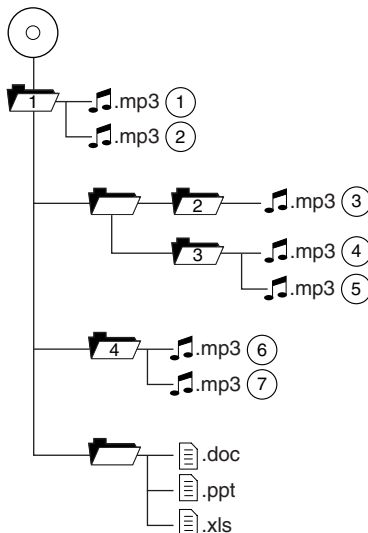 1 .mp3 1
.mp3 2
2 .mp3 3
3 .mp3 4
.mp3 5
4 .mp3 6
.mp3 7
.doc
.ppt
.xls